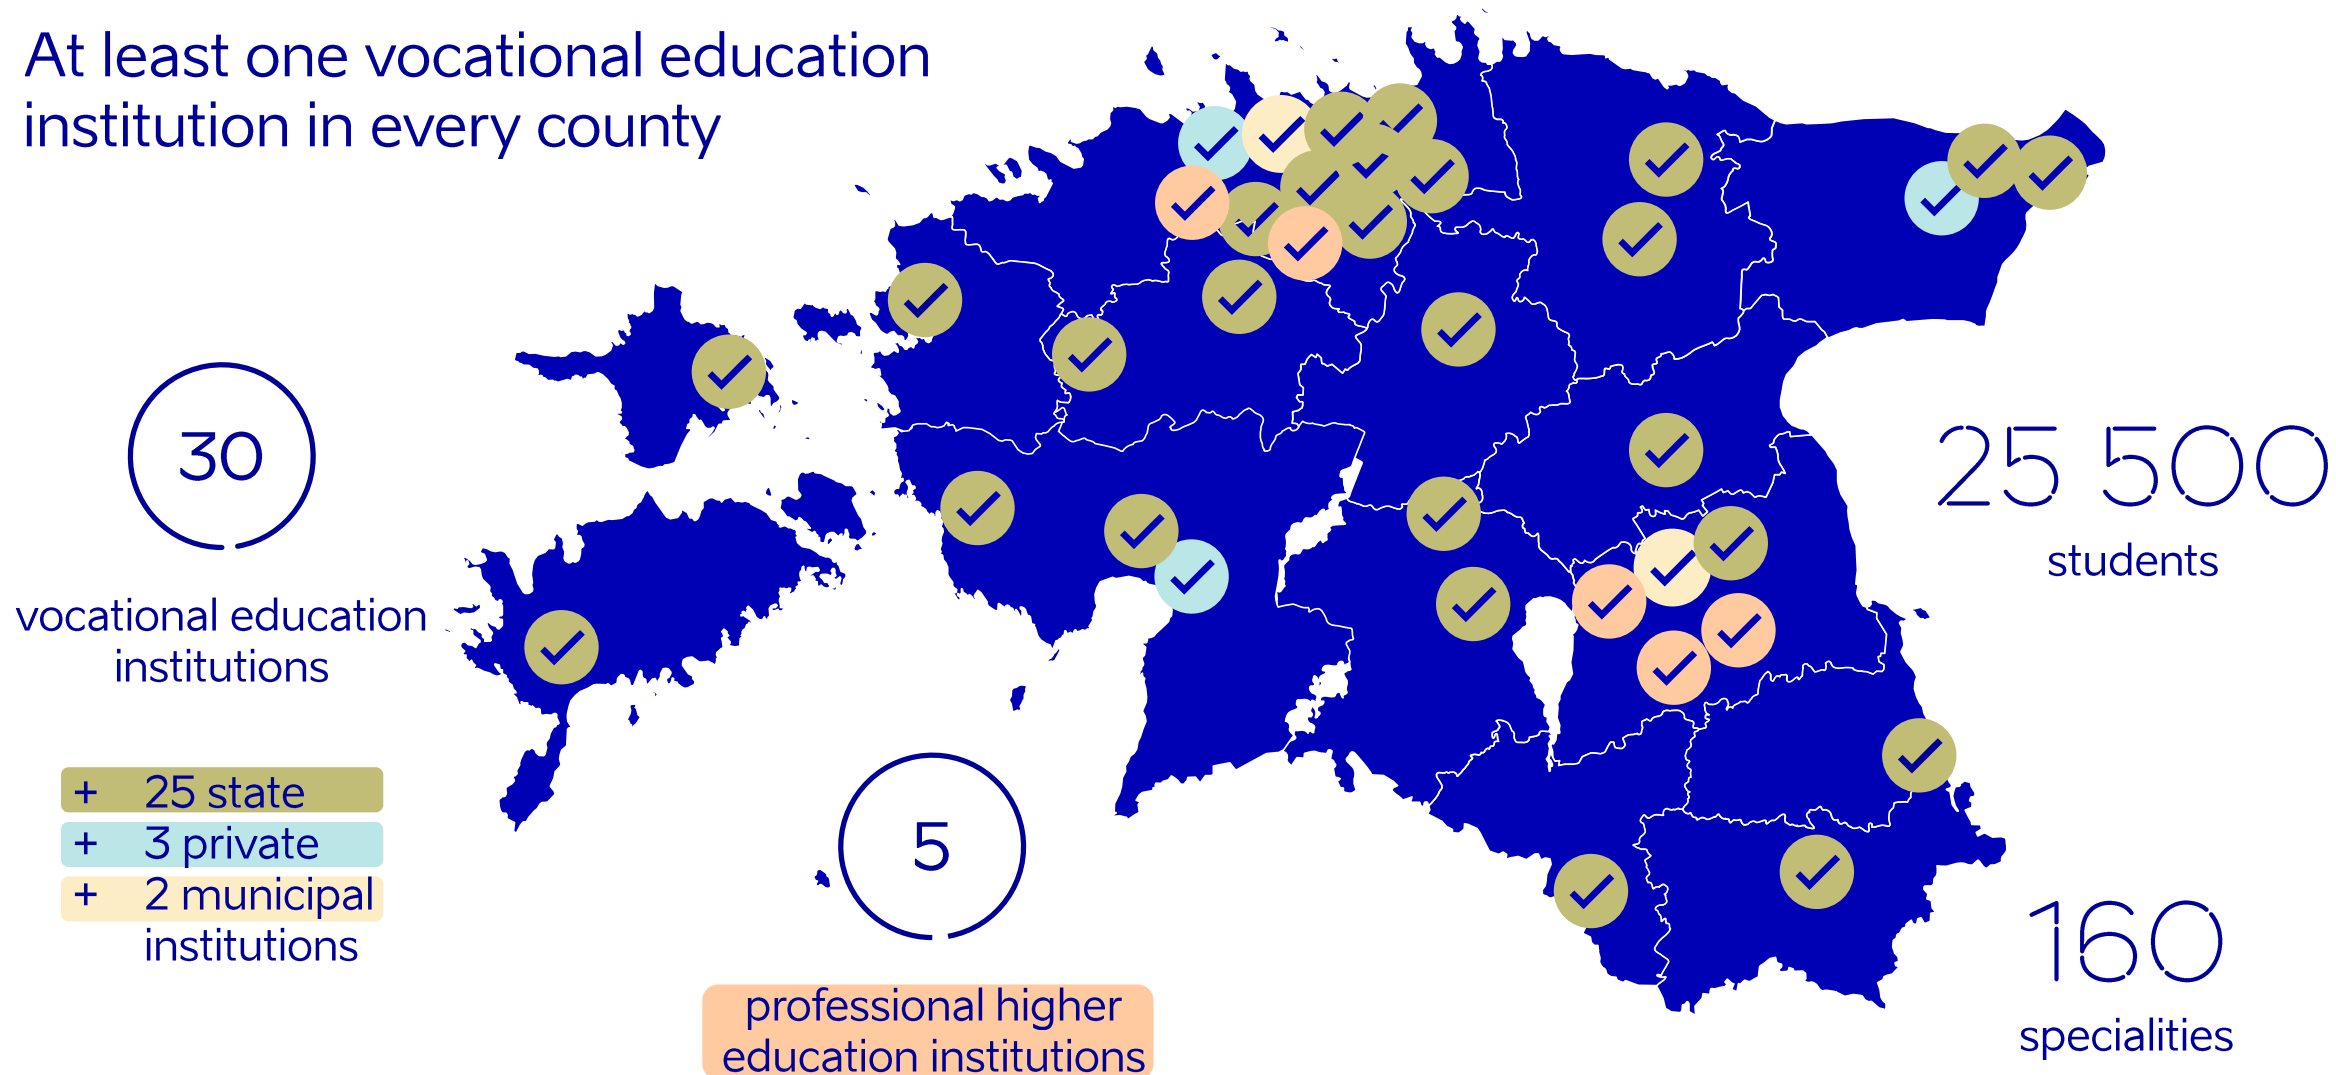 At least one vocational education
institution in every county
30
vocational education
institutions
+ 25 state
+ 3 private
+ 2 municipal
institutions
5
professional higher
education institutions
25 500
students
160
specialities